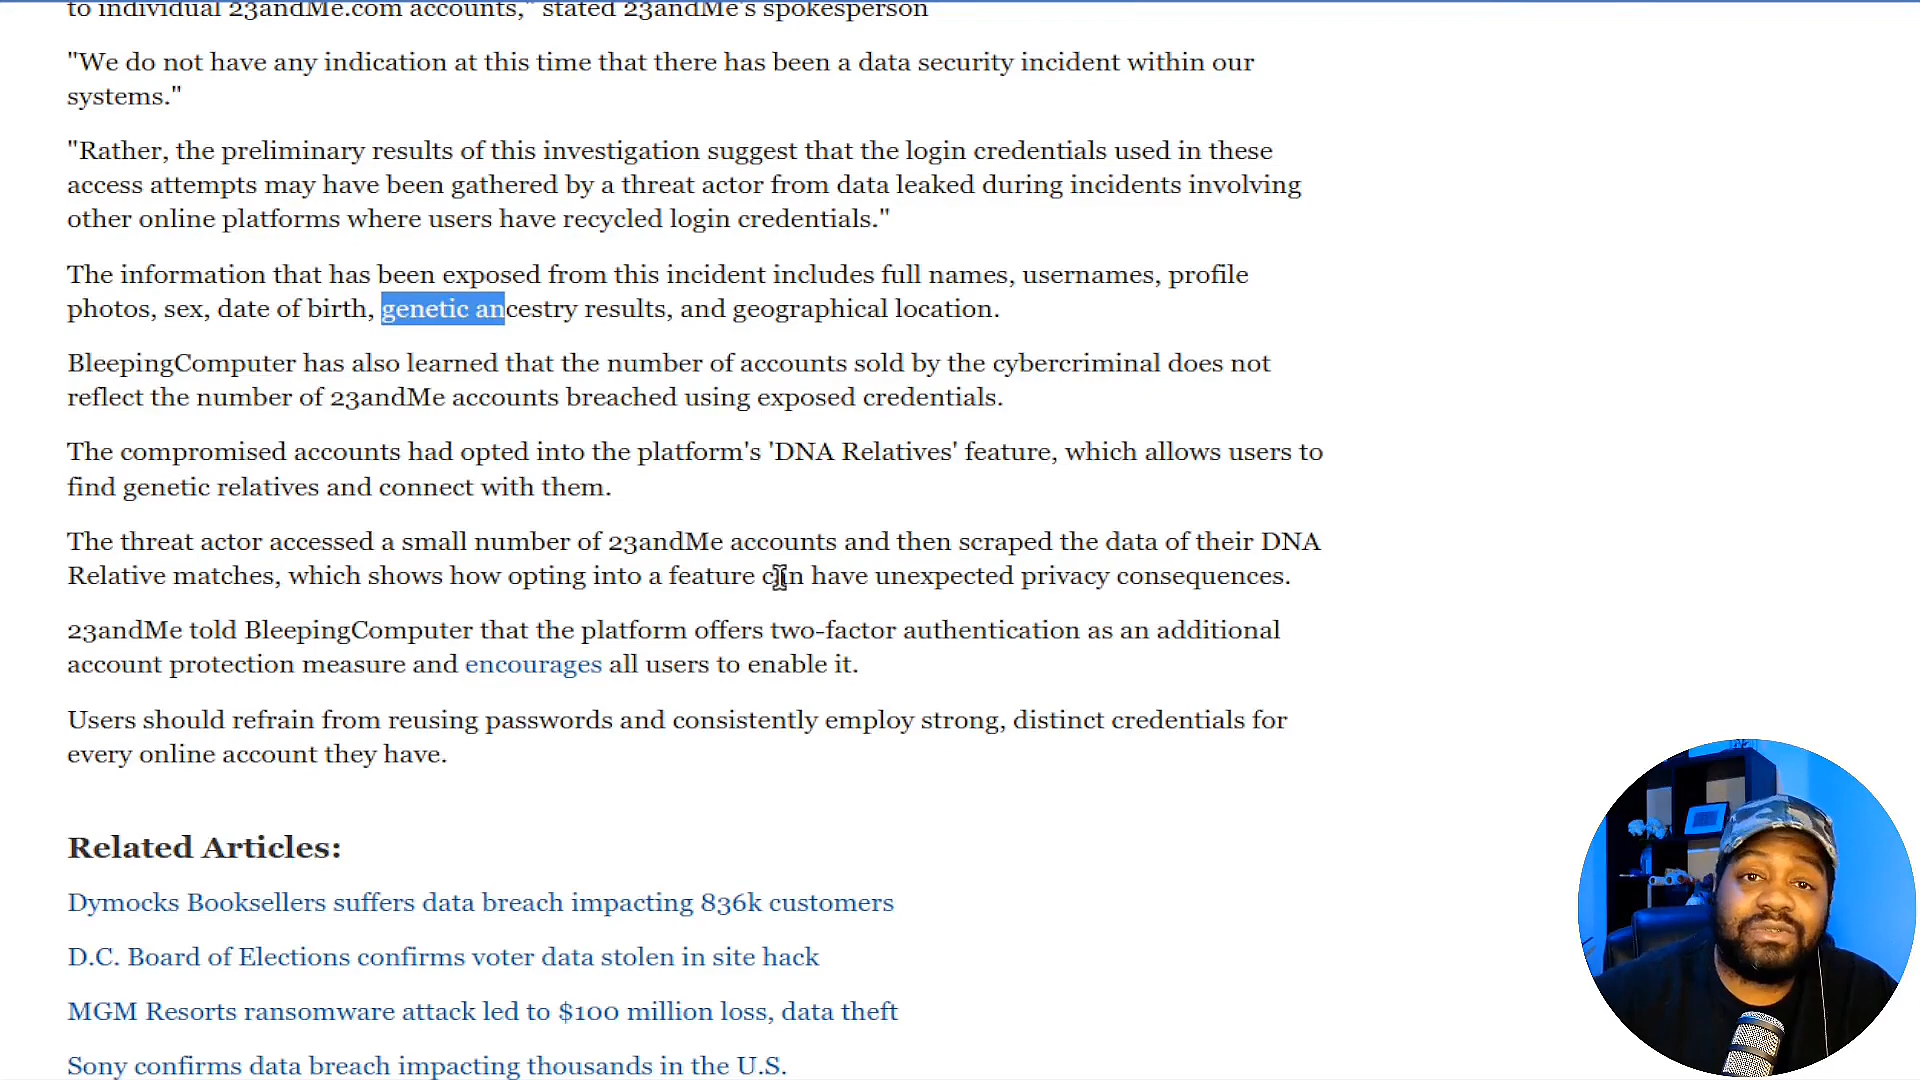 to individual 23andMe.com accounts," stated 23andMe's spokesperson
"We do not have any indication at this time that there has been a data security incident within our
systems."
"Rather, the preliminary results of this investigation suggest that the login credentials used in these
access attempts may have been gathered by a threat actor from data leaked during incidents involving
other online platforms where users have recycled login credentials."
The information that has been exposed from this incident includes full names, usernames, profile
photos, sex, date of birth, genetic ancestry results, and geographical location.
BleepingComputer has also learned that the number of accounts sold by the cybercriminal does not
reflect the number of 23andMe accounts breached using exposed credentials.
The compromised accounts had opted into the platform's 'DNA Relatives' feature, which allows users to
find genetic relatives and connect with them.
The threat actor accessed a small number of 23andMe accounts and then scraped the data of their DNA
Relative matches, which shows how opting into a feature can have unexpected privacy consequences.
23andMe told BleepingComputer that the platform offers two-factor authentication as an additional
account protection measure and encourages all users to enable it.
Users should refrain from reusing passwords and consistently employ strong, distinct credentials for
every online account they have.
Related Articles:
Dymocks Booksellers suffers data breach impacting 836k customers
D.C. Board of Elections confirms voter data stolen in site hack
MGM Resorts ransomware attack led to $100 million loss, data theft
Sony confirms data breach impacting thousands in the U.S.